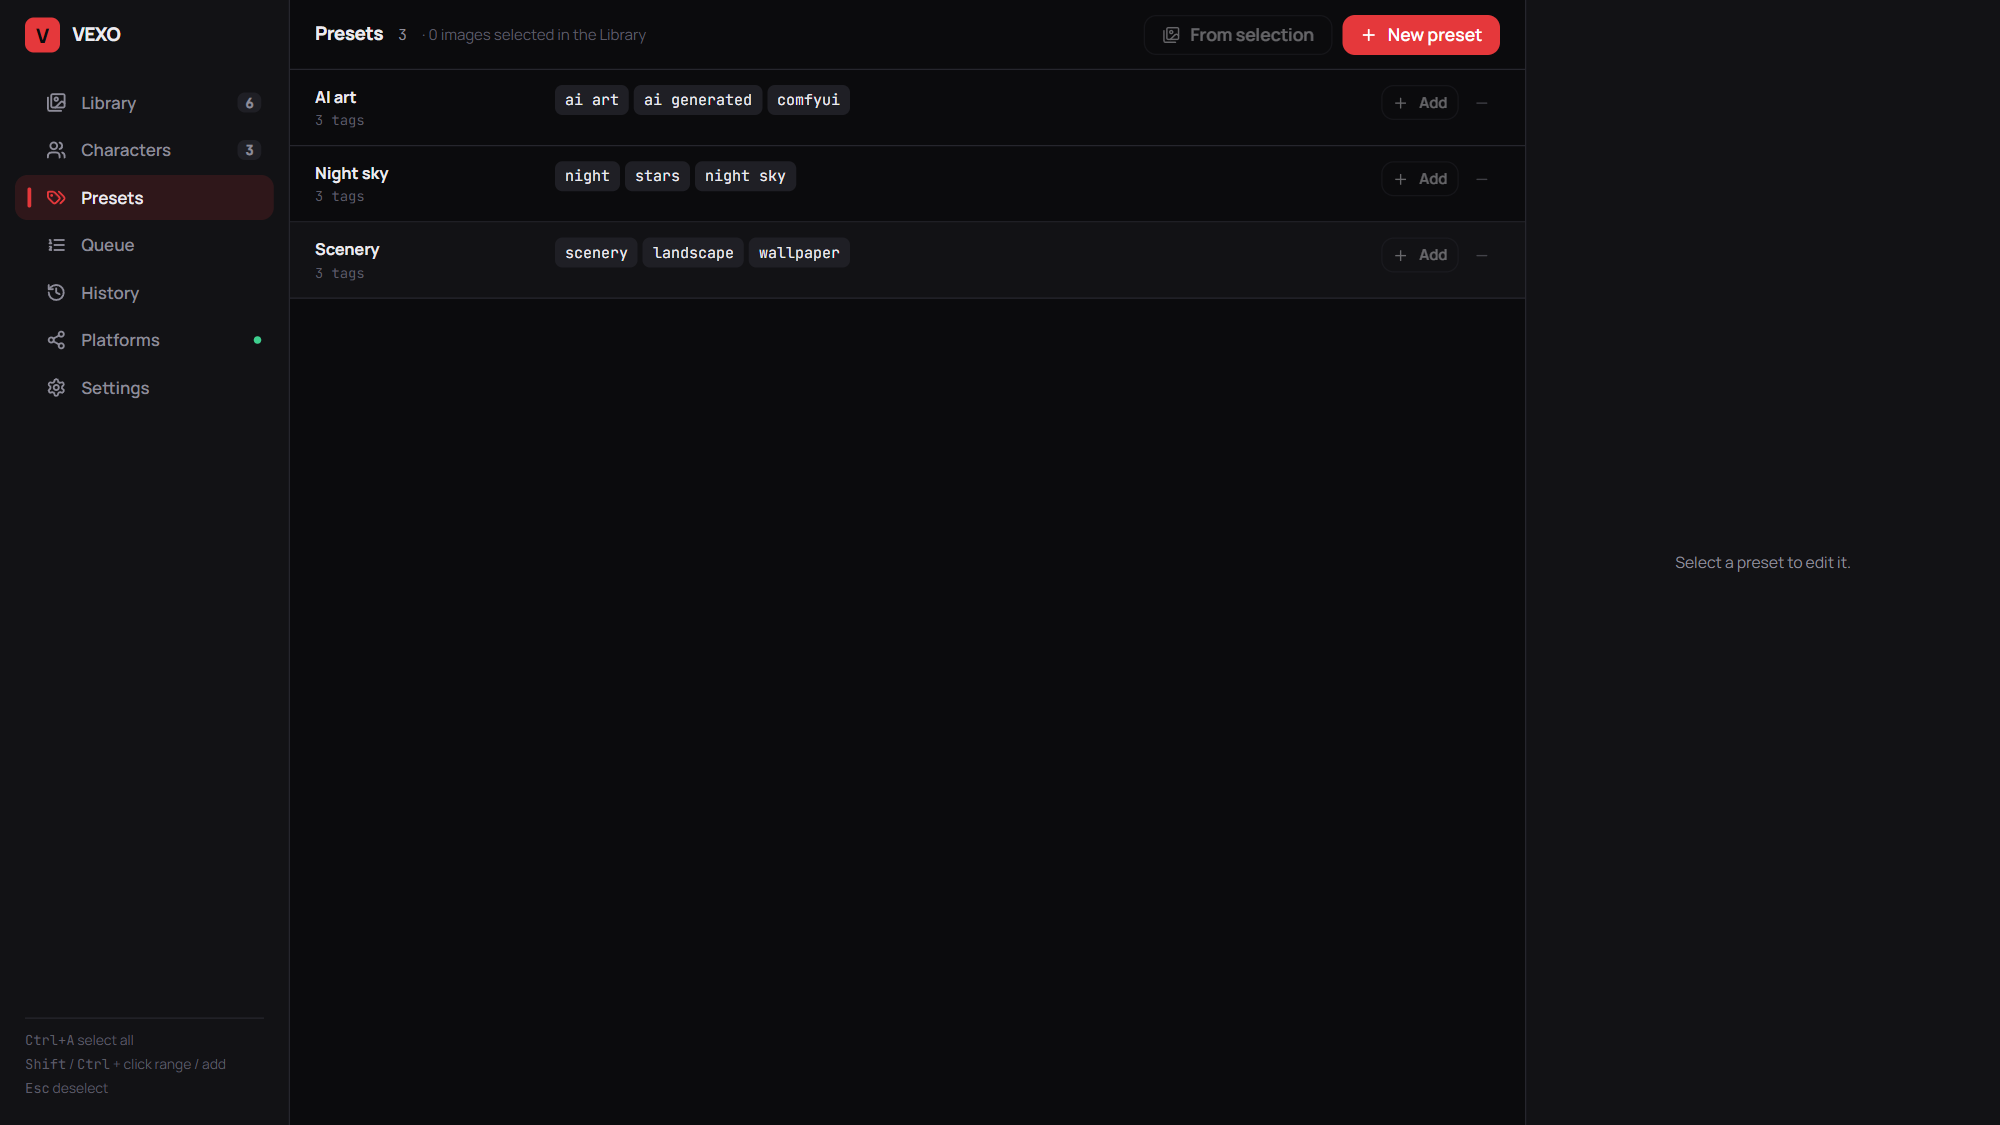 V VEXO
Library 6
Characters 3
Presets
Queue
History
Platforms
Settings
Ctrl+A select all
Shift / Ctrl + click range / add
Esc deselect
Presets 3 · 0 images selected in the Library
From selection
+ New preset
AI art
3 tags
ai art ai generated comfyui
+ Add −
Night sky
3 tags
night stars night sky
+ Add −
Scenery
3 tags
scenery landscape wallpaper
+ Add −
Select a preset to edit it.